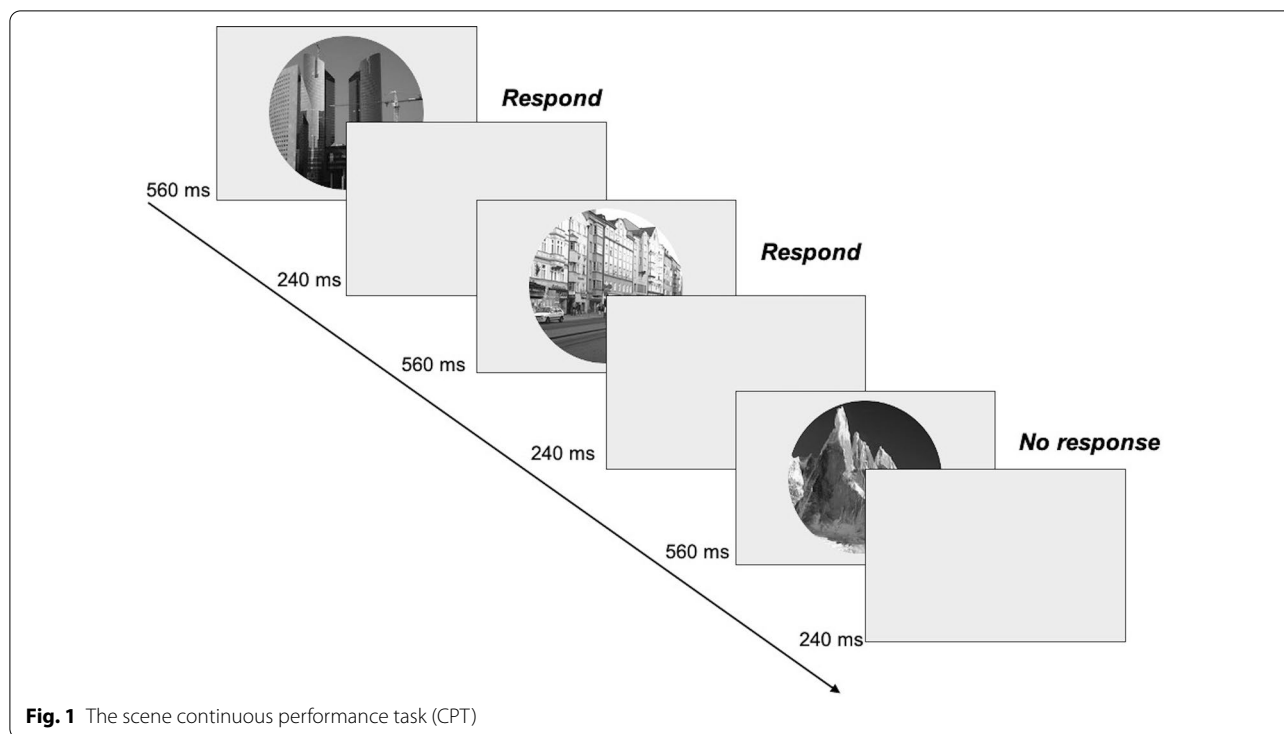 Respond
560 ms
Respond
240 ms
560 ms
No response
240 ms
560 ms
240 ms
Fig. 1 The scene continuous performance task (CPT)